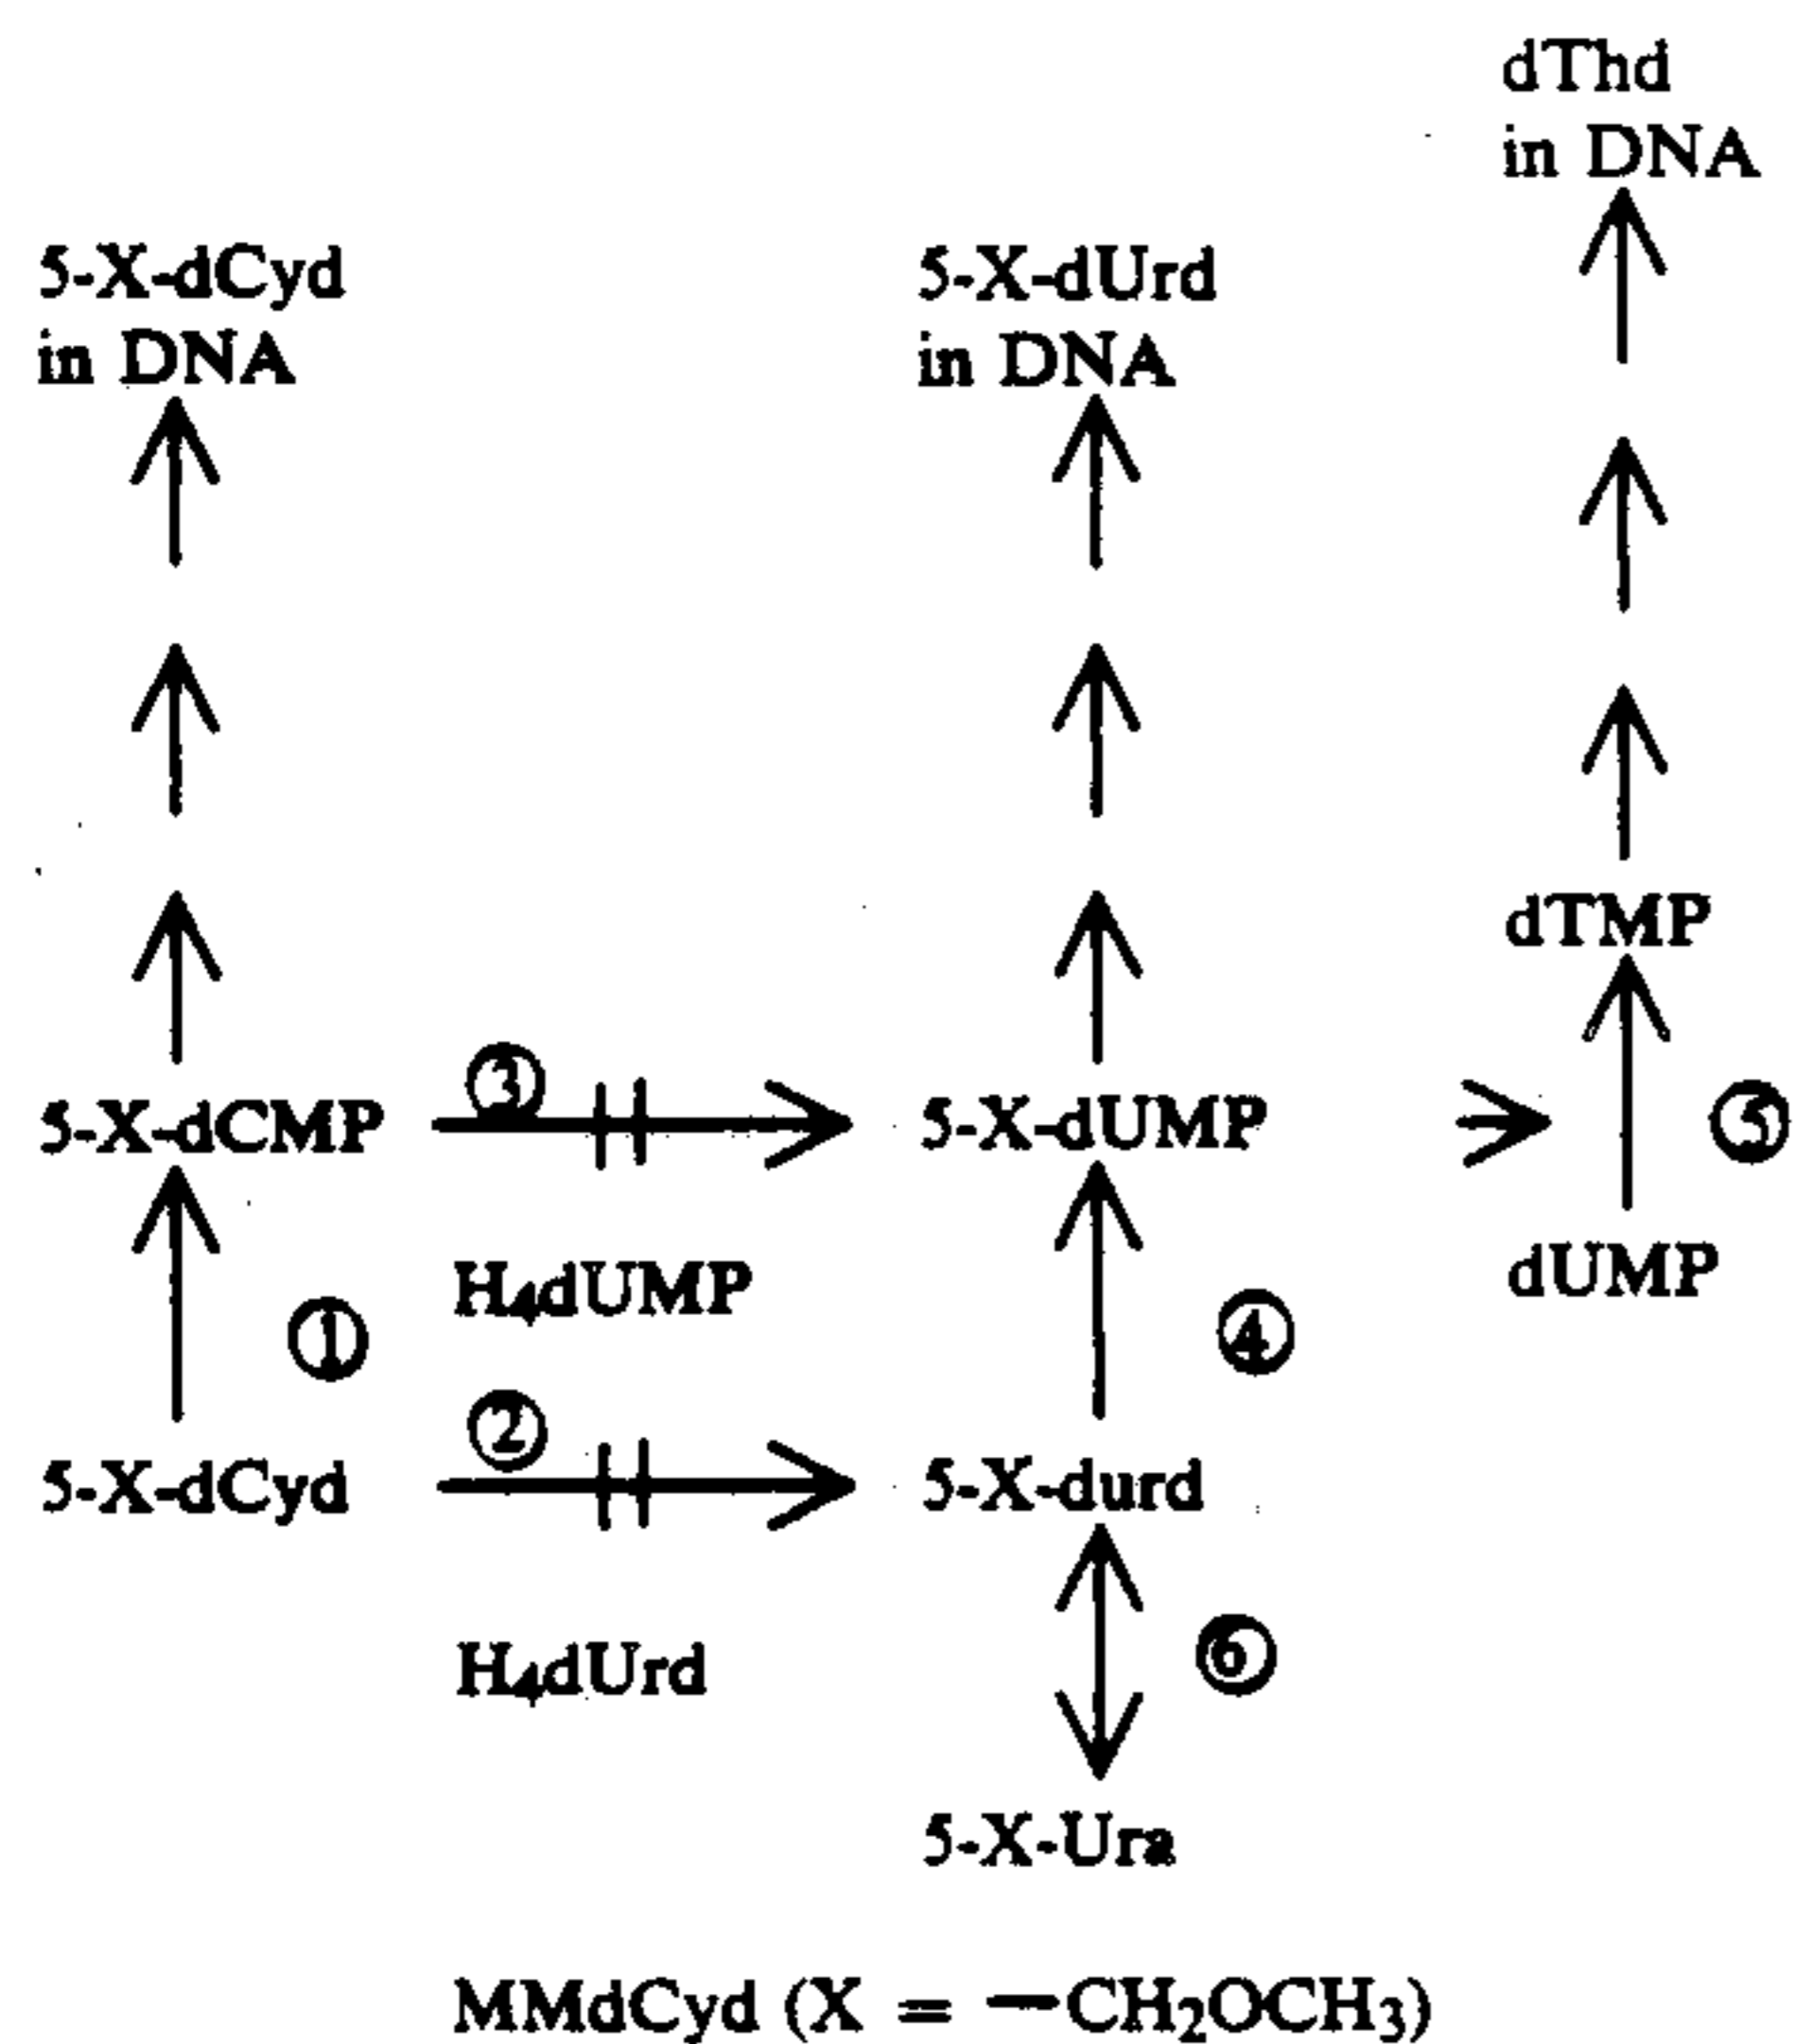 dThd
in DNA
5-X-dCyd
in DNA
5-X-dUrd
in DNA
dTMP
③
5-X-dCMP
5-X-dUMP
⑤
H₄dUMP
dUMP
①
④
②
5-X-dCyd
5-X-durd
H₄dUrd
⑥
5-X-Ura
MMdCyd (X = —CH₂OCH₃)